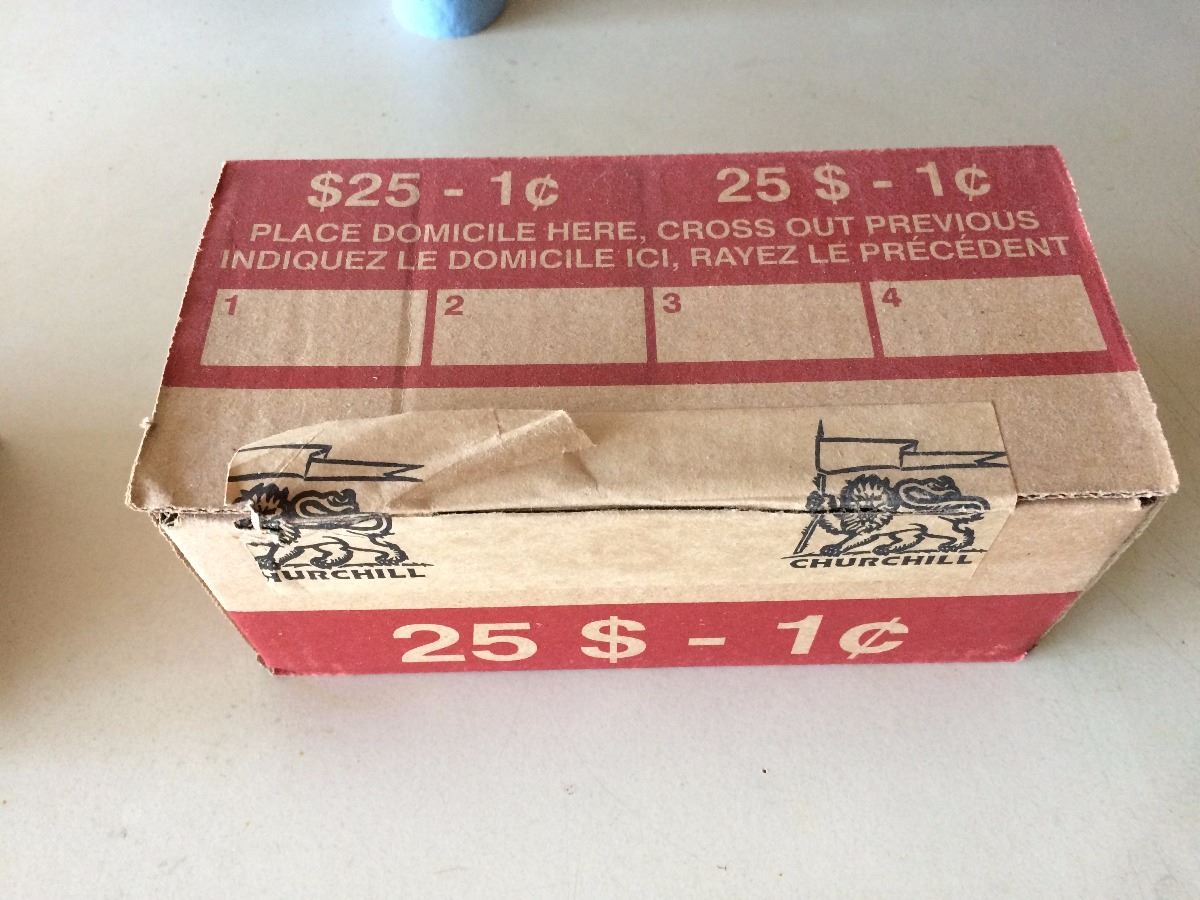 $25 - 1¢ 25 $ - 1¢
PLACE DOMICILE HERE, CROSS OUT PREVIOUS
INDIQUEZ LE DOMICILE ICI, RAYEZ LE PRÉCÉDENT
1 2 3 4
HURCHILL CHURCHILL
25 $ - 1¢